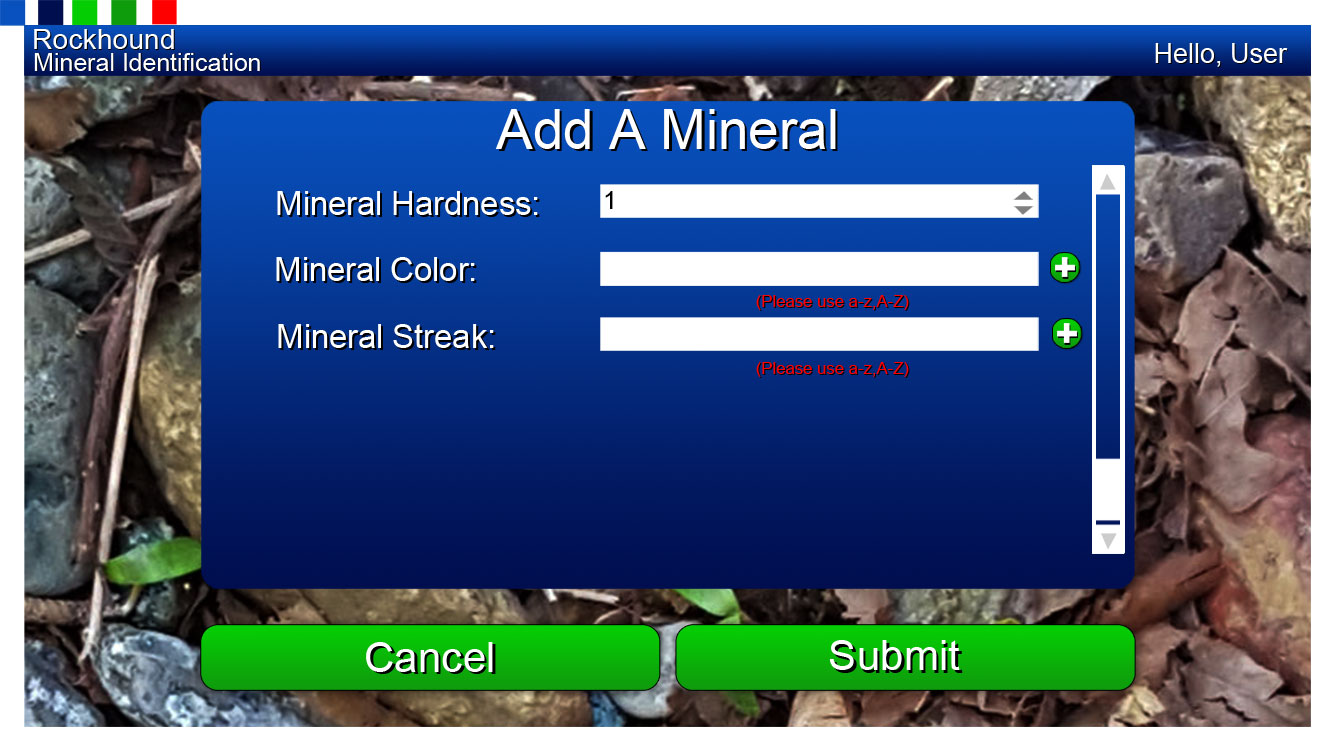 Rockhound
Mineral Identification
Hello, User
Add A Mineral
Mineral Hardness: 1
Mineral Color:
(Please use a-z,A-Z)
Mineral Streak:
(Please use a-z,A-Z)
Cancel
Submit